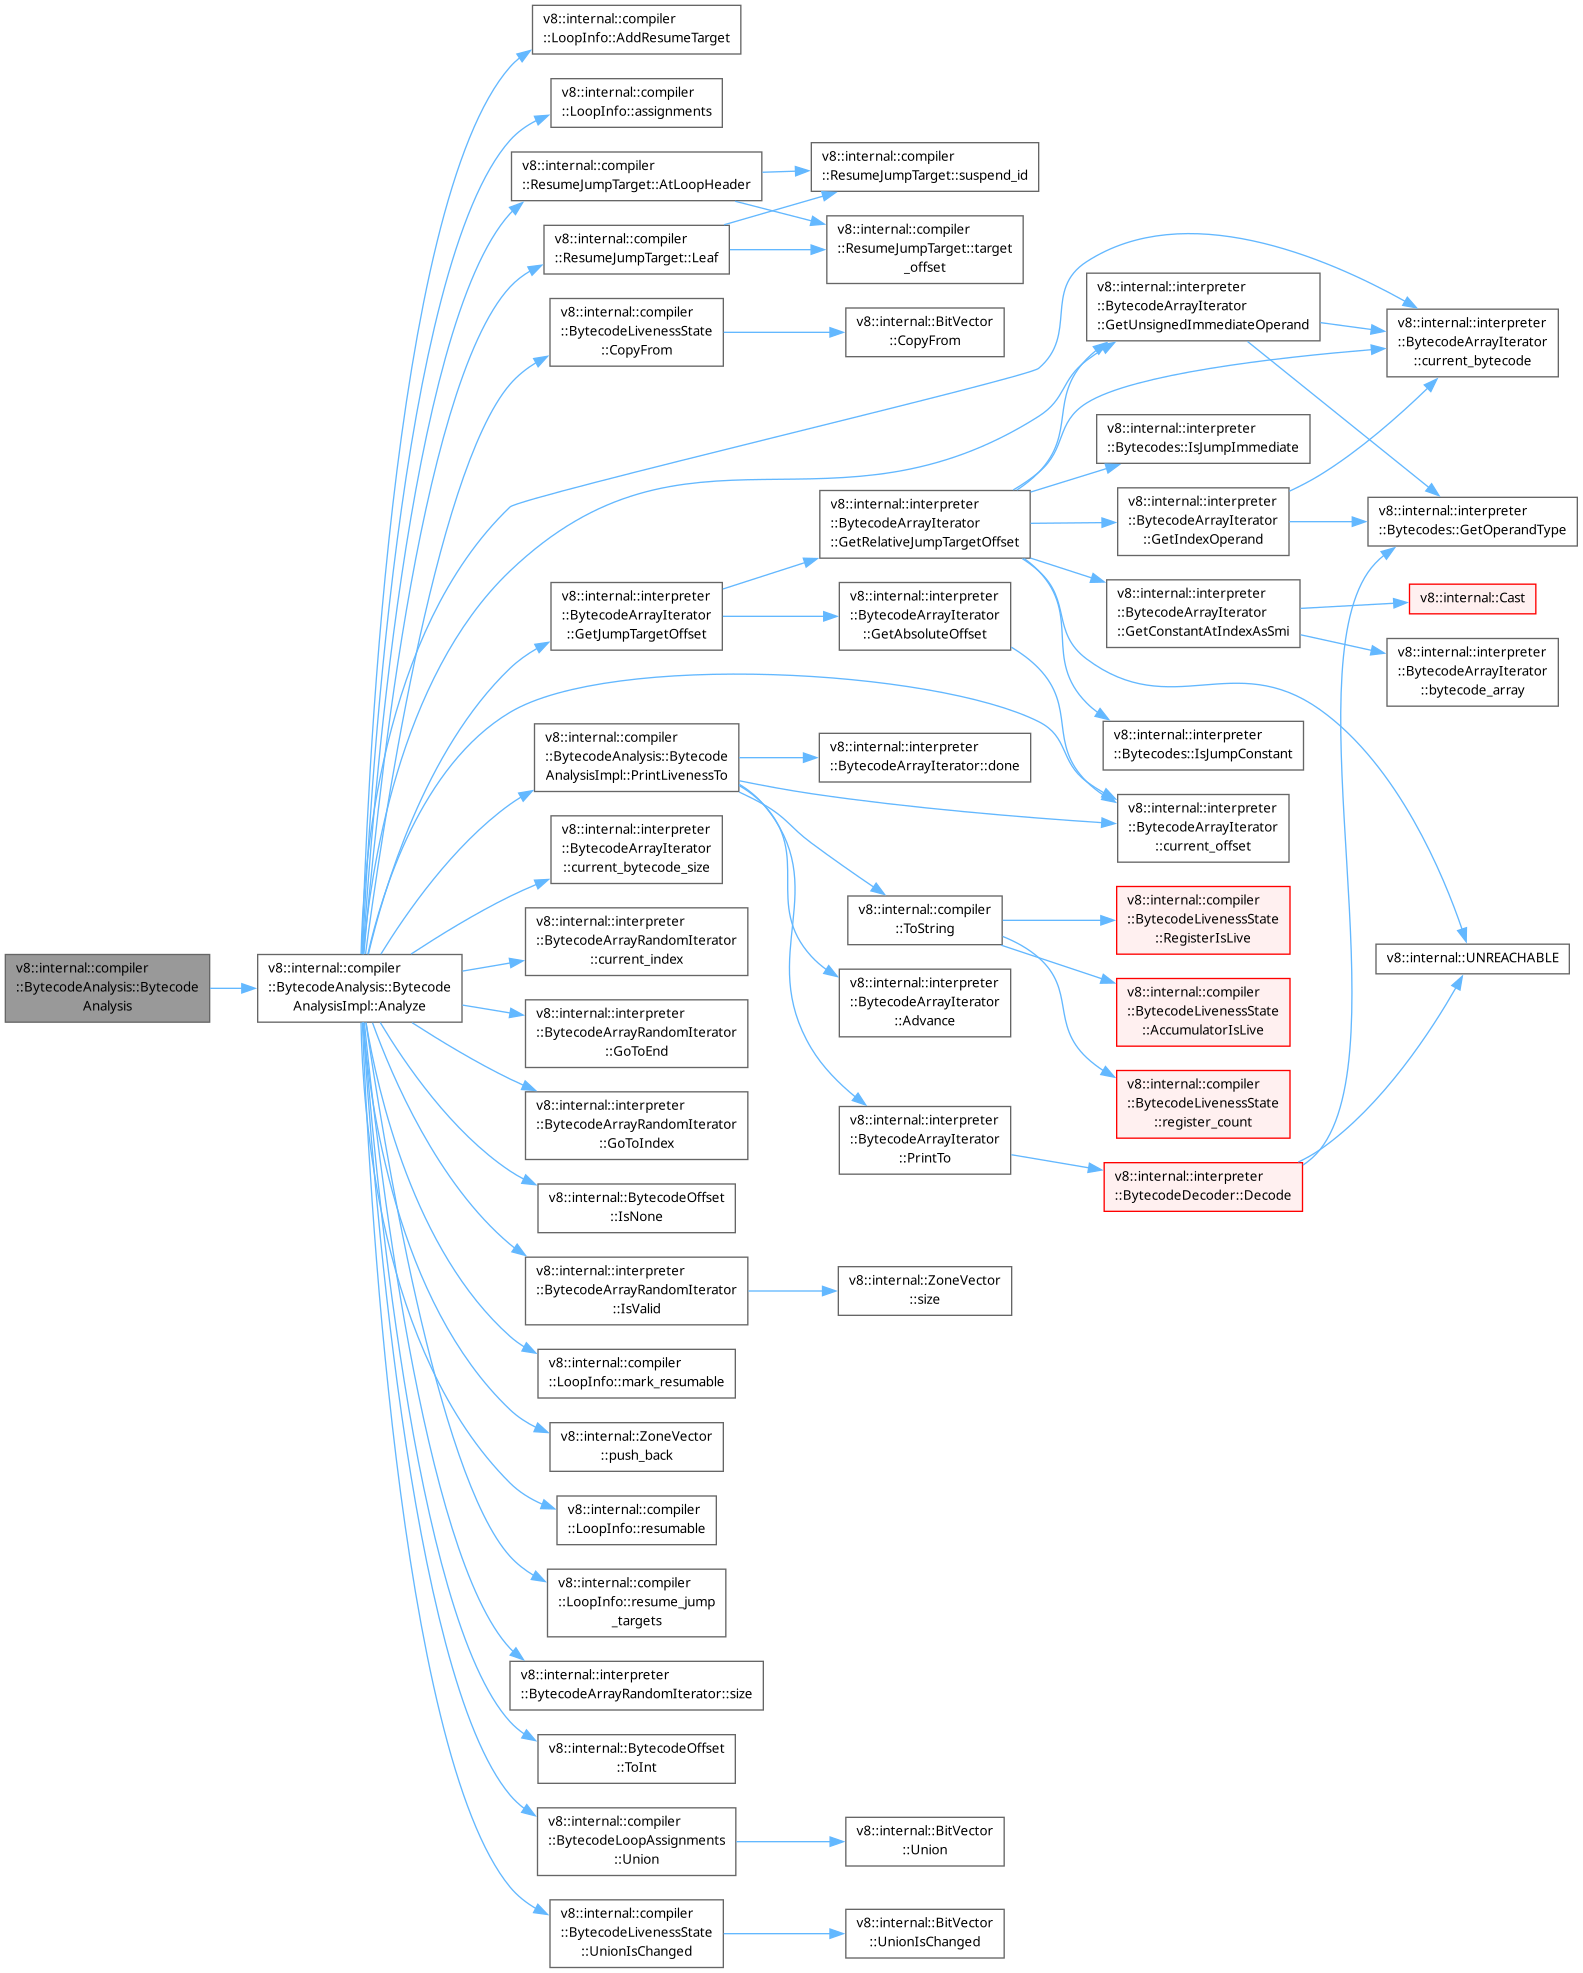 v8::internal::compiler
::BytecodeAnalysis::Bytecode
Analysis
v8::internal::compiler
::BytecodeAnalysis::Bytecode
AnalysisImpl::Analyze
v8::internal::compiler
::LoopInfo::AddResumeTarget
v8::internal::compiler
::LoopInfo::assignments
v8::internal::compiler
::ResumeJumpTarget::AtLoopHeader
v8::internal::compiler
::ResumeJumpTarget::Leaf
v8::internal::compiler
::BytecodeLivenessState
::CopyFrom
v8::internal::interpreter
::BytecodeArrayIterator
::GetJumpTargetOffset
v8::internal::compiler
::BytecodeAnalysis::Bytecode
AnalysisImpl::PrintLivenessTo
v8::internal::interpreter
::BytecodeArrayIterator
::current_bytecode_size
v8::internal::interpreter
::BytecodeArrayRandomIterator
::current_index
v8::internal::interpreter
::BytecodeArrayRandomIterator
::GoToEnd
v8::internal::interpreter
::BytecodeArrayRandomIterator
::GoToIndex
v8::internal::BytecodeOffset
::IsNone
v8::internal::interpreter
::BytecodeArrayRandomIterator
::IsValid
v8::internal::compiler
::LoopInfo::mark_resumable
v8::internal::ZoneVector
::push_back
v8::internal::compiler
::LoopInfo::resumable
v8::internal::compiler
::LoopInfo::resume_jump
_targets
v8::internal::interpreter
::BytecodeArrayRandomIterator::size
v8::internal::BytecodeOffset
::ToInt
v8::internal::compiler
::BytecodeLoopAssignments
::Union
v8::internal::compiler
::BytecodeLivenessState
::UnionIsChanged
v8::internal::compiler
::ResumeJumpTarget::suspend_id
v8::internal::compiler
::ResumeJumpTarget::target
_offset
v8::internal::BitVector
::CopyFrom
v8::internal::interpreter
::BytecodeArrayIterator
::GetRelativeJumpTargetOffset
v8::internal::interpreter
::BytecodeArrayIterator
::GetAbsoluteOffset
v8::internal::interpreter
::BytecodeArrayIterator::done
v8::internal::compiler
::ToString
v8::internal::interpreter
::BytecodeArrayIterator
::Advance
v8::internal::interpreter
::BytecodeArrayIterator
::PrintTo
v8::internal::ZoneVector
::size
v8::internal::BitVector
::Union
v8::internal::BitVector
::UnionIsChanged
v8::internal::interpreter
::BytecodeArrayIterator
::GetUnsignedImmediateOperand
v8::internal::interpreter
::Bytecodes::IsJumpImmediate
v8::internal::interpreter
::BytecodeArrayIterator
::GetIndexOperand
v8::internal::interpreter
::BytecodeArrayIterator
::GetConstantAtIndexAsSmi
v8::internal::interpreter
::Bytecodes::IsJumpConstant
v8::internal::interpreter
::BytecodeArrayIterator
::current_offset
v8::internal::compiler
::BytecodeLivenessState
::RegisterIsLive
v8::internal::compiler
::BytecodeLivenessState
::AccumulatorIsLive
v8::internal::compiler
::BytecodeLivenessState
::register_count
v8::internal::interpreter
::BytecodeDecoder::Decode
v8::internal::interpreter
::BytecodeArrayIterator
::current_bytecode
v8::internal::interpreter
::Bytecodes::GetOperandType
v8::internal::Cast
v8::internal::interpreter
::BytecodeArrayIterator
::bytecode_array
v8::internal::UNREACHABLE